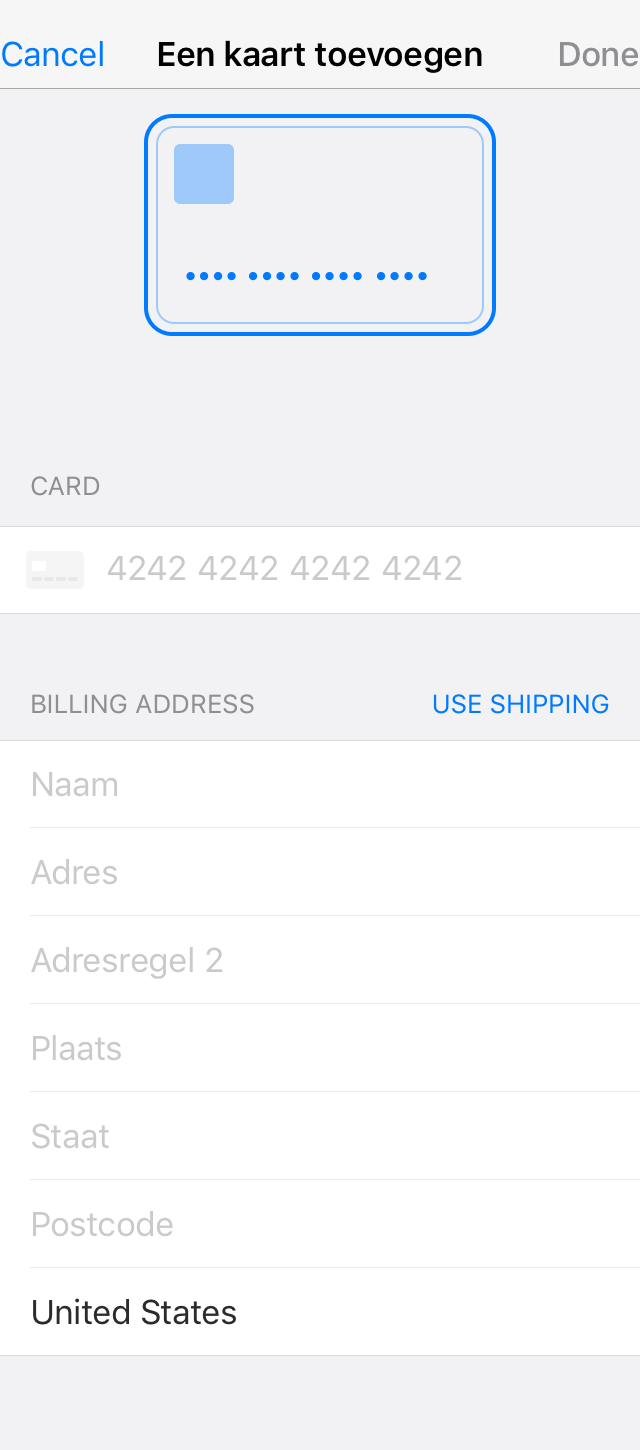 Cancel Een kaart toevoegen Done
•••• •••• •••• ••••
CARD
4242 4242 4242 4242
BILLING ADDRESS USE SHIPPING
Naam
Adres
Adresregel 2
Plaats
Staat
Postcode
United States